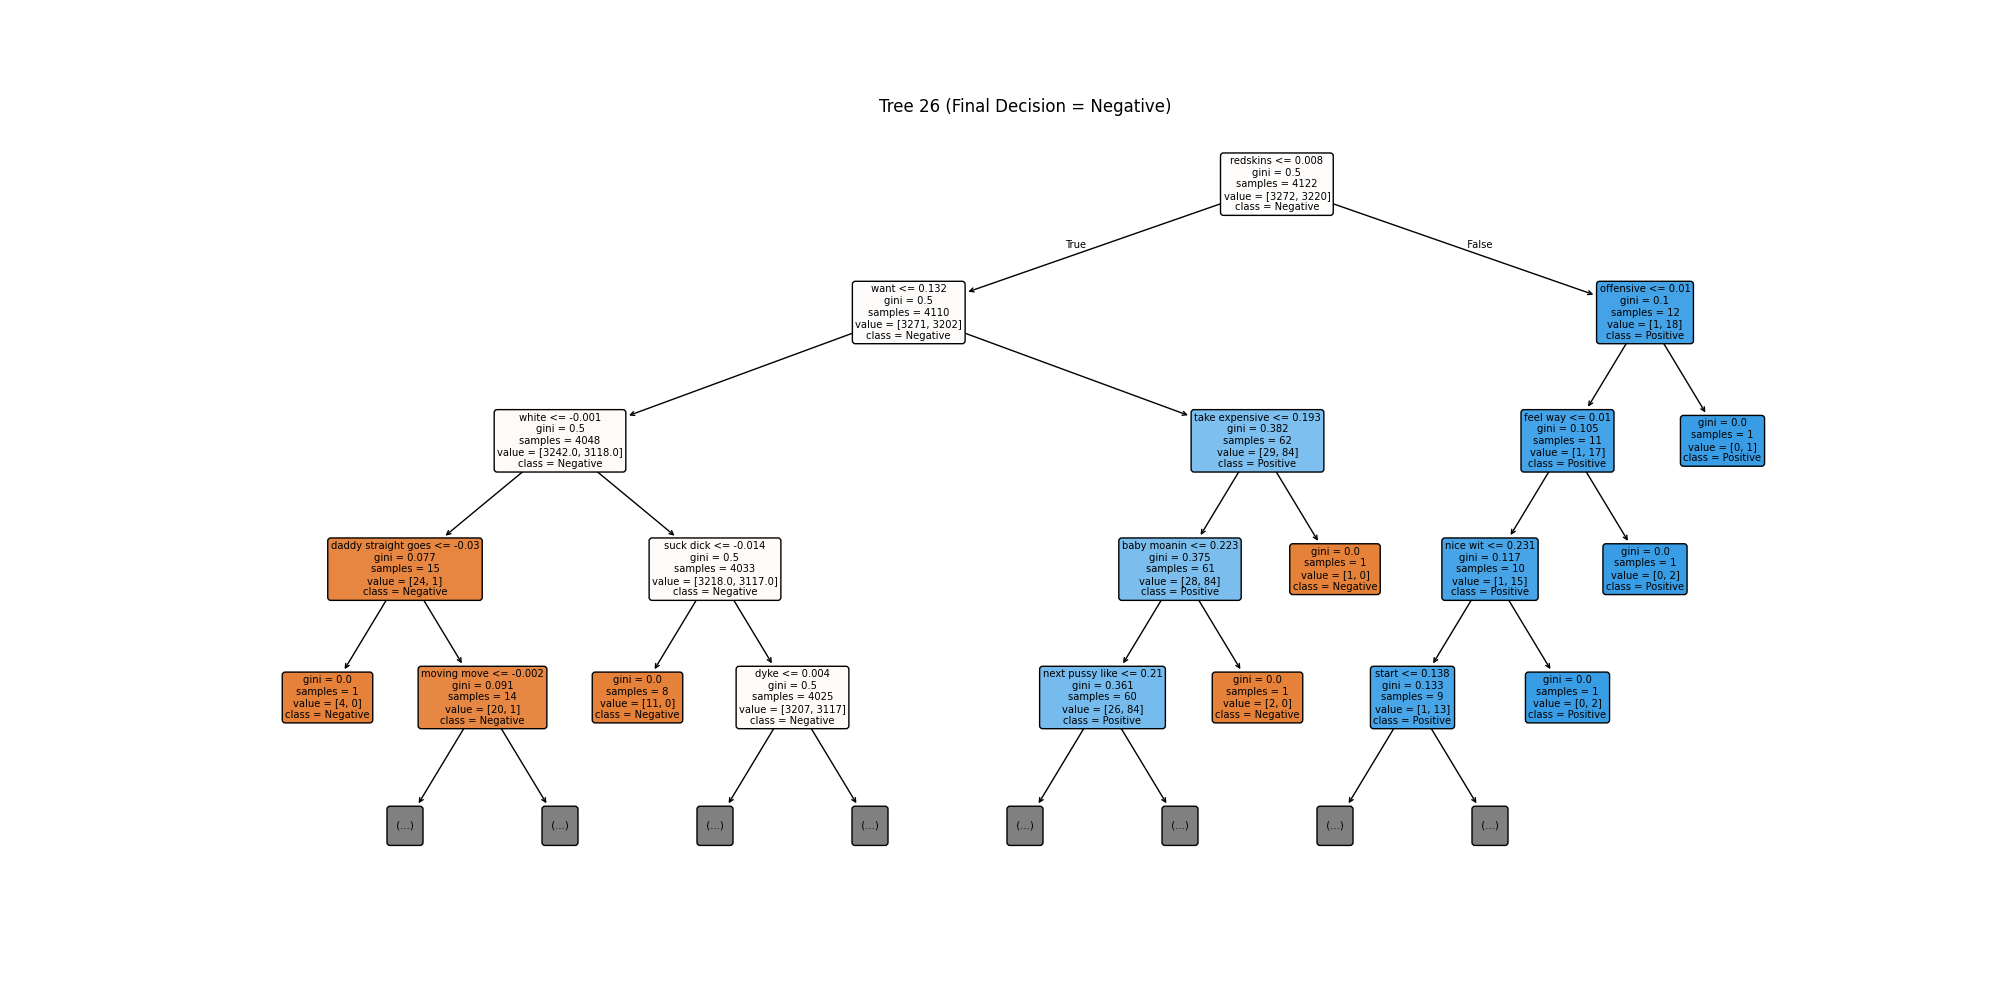 Tree 26 (Final Decision = Negative)
redskins <= 0.008
gini = 0.5
samples = 4122
value = [3272, 3220]
class = Negative
True
False
want <= 0.132
gini = 0.5
samples = 4110
value = [3271, 3202]
class = Negative
offensive <= 0.01
gini = 0.1
samples = 12
value = [1, 18]
class = Positive
white <= -0.001
gini = 0.5
samples = 4048
value = [3242.0, 3118.0]
class = Negative
take expensive <= 0.193
gini = 0.382
samples = 62
value = [29, 84]
class = Positive
feel way <= 0.01
gini = 0.105
samples = 11
value = [1, 17]
class = Positive
gini = 0.0
samples = 1
value = [0, 1]
class = Positive
daddy straight goes <= -0.03
gini = 0.077
samples = 15
value = [24, 1]
class = Negative
suck dick <= -0.014
gini = 0.5
samples = 4033
value = [3218.0, 3117.0]
class = Negative
baby moanin <= 0.223
gini = 0.375
samples = 61
value = [28, 84]
class = Positive
gini = 0.0
samples = 1
value = [1, 0]
class = Negative
nice wit <= 0.231
gini = 0.117
samples = 10
value = [1, 15]
class = Positive
gini = 0.0
samples = 1
value = [0, 2]
class = Positive
gini = 0.0
samples = 1
value = [4, 0]
class = Negative
moving move <= -0.002
gini = 0.091
samples = 14
value = [20, 1]
class = Negative
gini = 0.0
samples = 8
value = [11, 0]
class = Negative
dyke <= 0.004
gini = 0.5
samples = 4025
value = [3207, 3117]
class = Negative
next pussy like <= 0.21
gini = 0.361
samples = 60
value = [26, 84]
class = Positive
gini = 0.0
samples = 1
value = [2, 0]
class = Negative
start <= 0.138
gini = 0.133
samples = 9
value = [1, 13]
class = Positive
gini = 0.0
samples = 1
value = [0, 2]
class = Positive
(...)
(...)
(...)
(...)
(...)
(...)
(...)
(...)